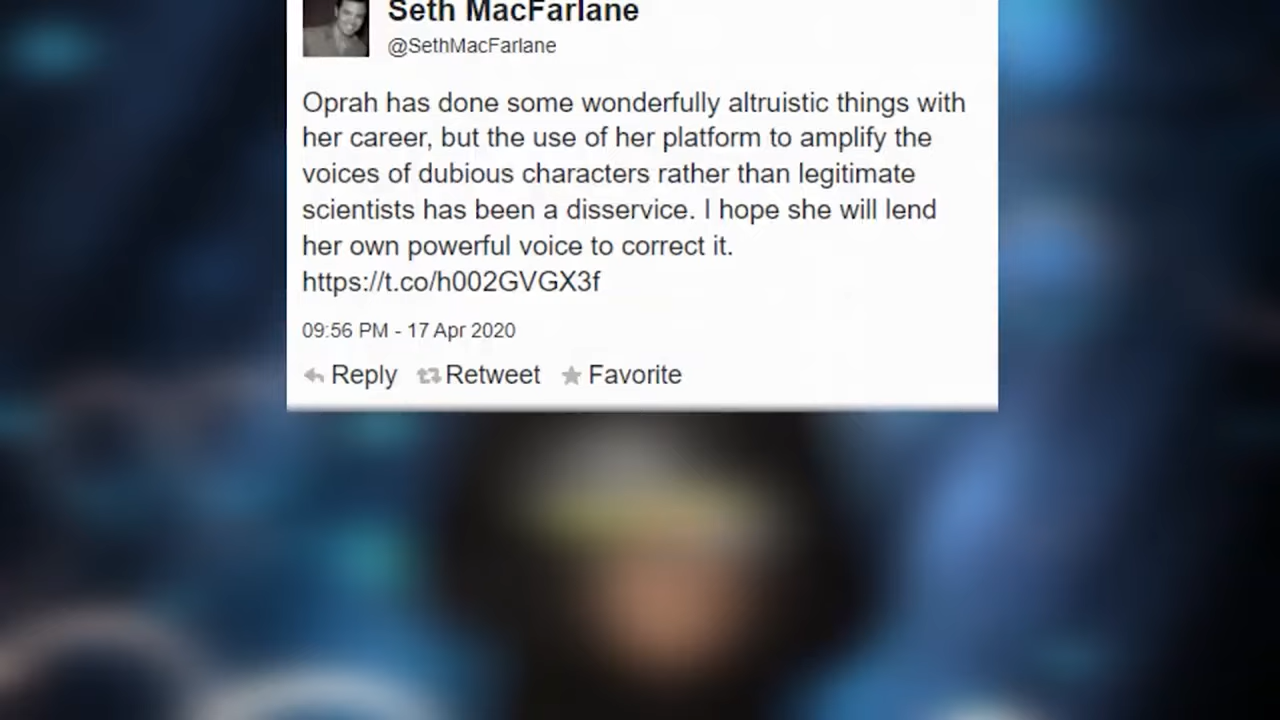 Seth MacFarlane
@SethMacFarlane
Oprah has done some wonderfully altruistic things with
her career, but the use of her platform to amplify the
voices of dubious characters rather than legitimate
scientists has been a disservice. I hope she will lend
her own powerful voice to correct it.
https://t.co/h002GVGX3f
09:56 PM - 17 Apr 2020
Reply Retweet Favorite